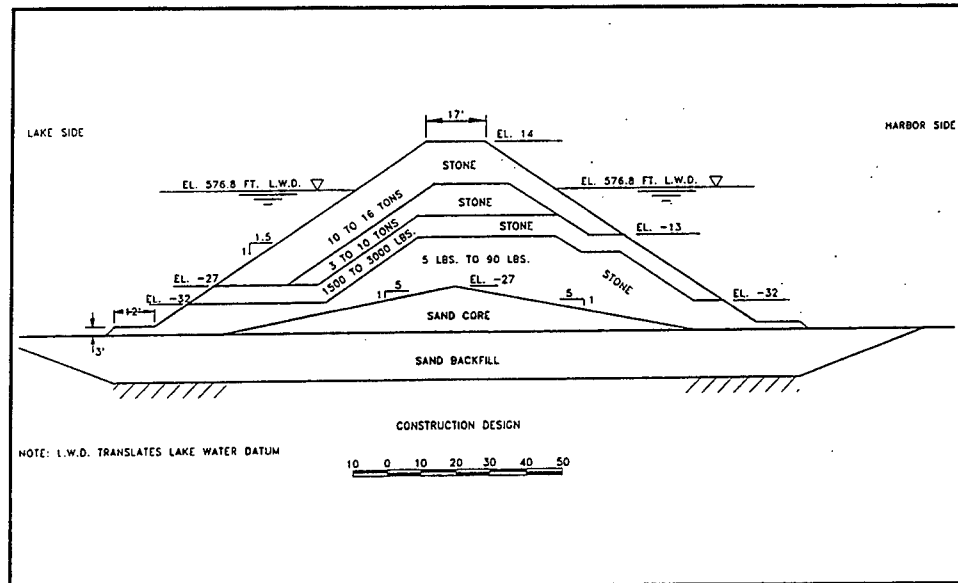 17'
LAKE SIDE
EL. 14
HARBOR SIDE
STONE
EL. 576.8 FT. L.W.D.
EL. 576.8 FT. L.W.D.
10 TO 16 TONS
STONE
3 TO 10 TONS
STONE
EL. -13
1.5
1
1500 TO 3000 LBS.
5 LBS. TO 90 LBS.
EL. -27
EL. -27
STONE
5
1
5
1
EL. -32
EL. -32
12'
SAND CORE
3'
SAND BACKFILL
CONSTRUCTION DESIGN
NOTE: L.W.D. TRANSLATES LAKE WATER DATUM
10 0 10 20 30 40 50